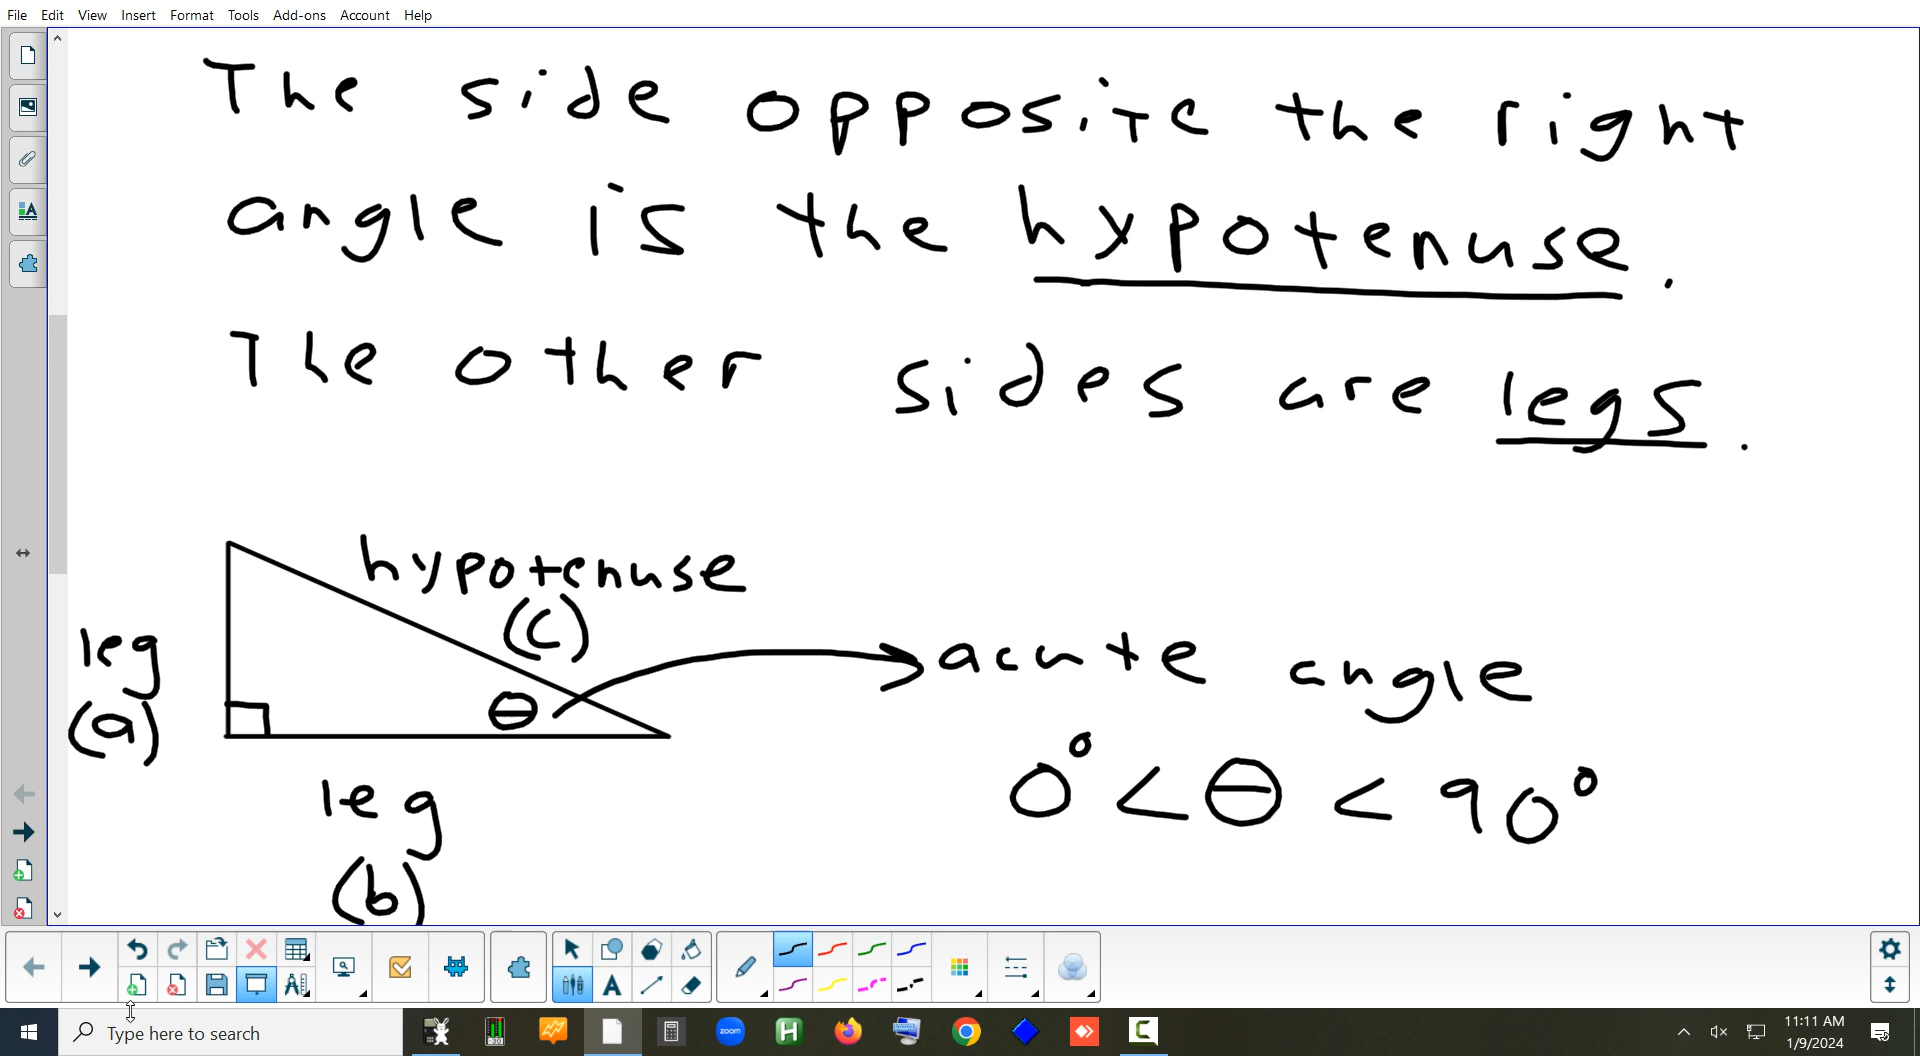 File Edit View Insert Format Tools Add-ons Account Help
The side opposite the right
angle is the hypotenuse.
The other sides are legs.
hypotenuse
(c)
leg
(a)
θ
acute angle
0° < θ < 90°
leg
(b)
A
zoom
H
Type here to search
11:11 AM
1/9/2024